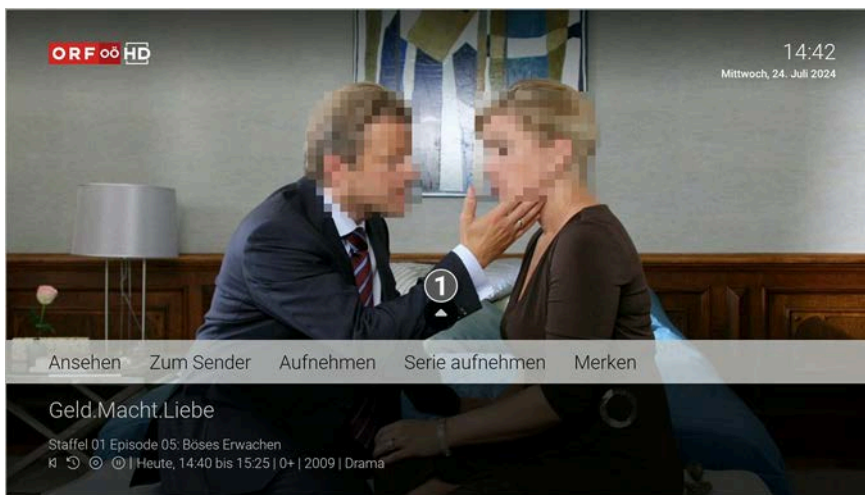 ORF oö HD
14:42
Mittwoch, 24. Juli 2024
1
Ansehen Zum Sender Aufnehmen Serie aufnehmen Merken
Geld.Macht.Liebe
Staffel 01 Episode 05: Böses Erwachen
| Heute, 14:40 bis 15:25 | 0+ | 2009 | Drama